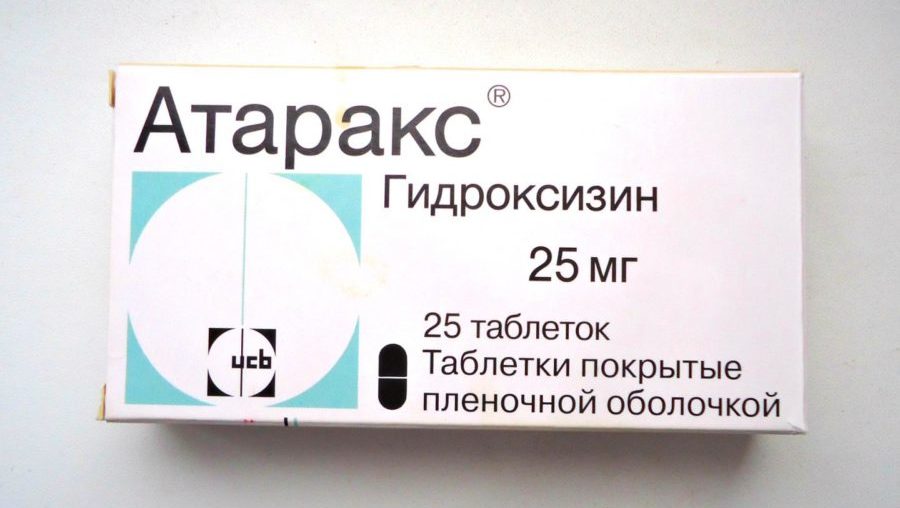 Атаракс®
Гидроксизин
25 мг
25 таблеток
Таблетки покрытые
пленочной оболочкой
ucb